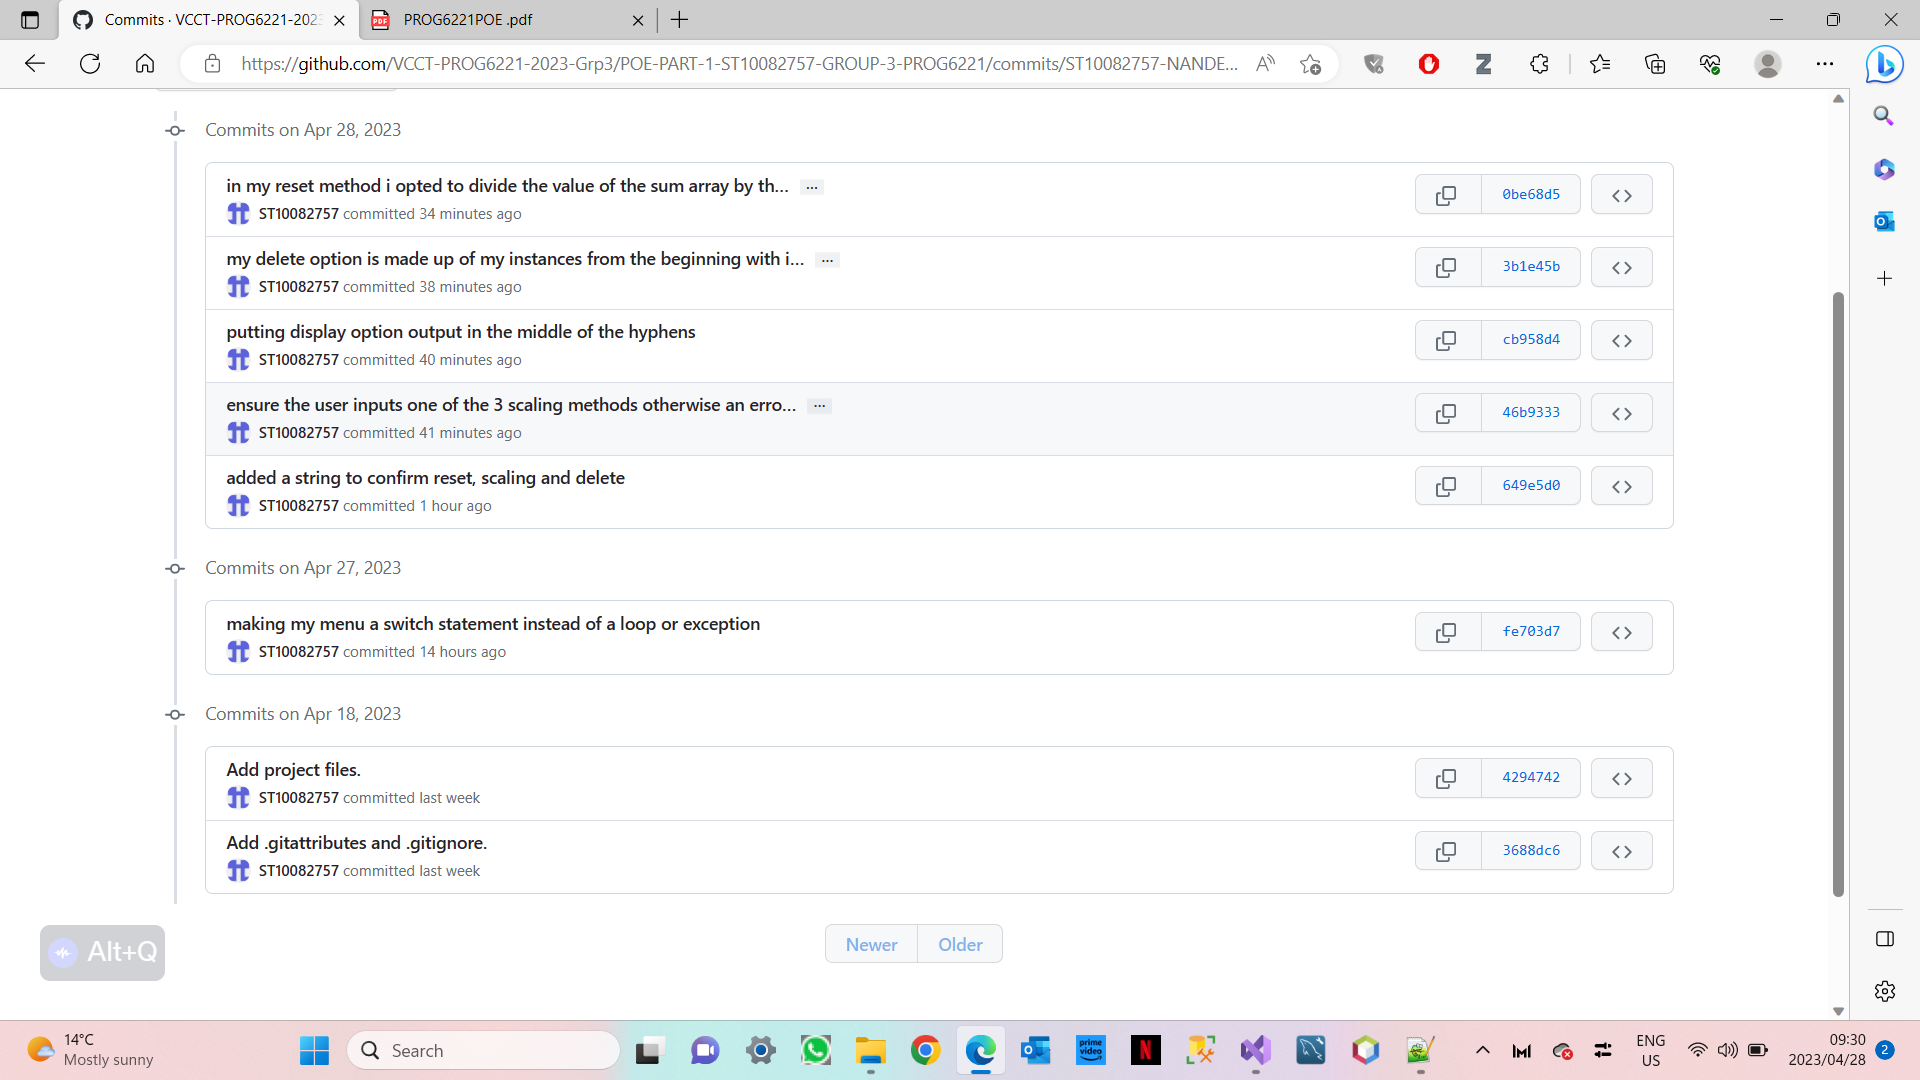 Commits · VCCT-PROG6221-2023
PROG6221POE .pdf
https://github.com/VCCT-PROG6221-2023-Grp3/POE-PART-1-ST10082757-GROUP-3-PROG6221/commits/ST10082757-NANDE...
Commits on Apr 28, 2023
in my reset method i opted to divide the value of the sum array by th... ...
0be68d5
ST10082757 committed 34 minutes ago
my delete option is made up of my instances from the beginning with i... ...
3b1e45b
ST10082757 committed 38 minutes ago
putting display option output in the middle of the hyphens
cb958d4
ST10082757 committed 40 minutes ago
ensure the user inputs one of the 3 scaling methods otherwise an erro... ...
46b9333
ST10082757 committed 41 minutes ago
added a string to confirm reset, scaling and delete
649e5d0
ST10082757 committed 1 hour ago
Commits on Apr 27, 2023
making my menu a switch statement instead of a loop or exception
fe703d7
ST10082757 committed 14 hours ago
Commits on Apr 18, 2023
Add project files.
4294742
ST10082757 committed last week
Add .gitattributes and .gitignore.
3688dc6
ST10082757 committed last week
Newer Older
Alt+Q
14°C
Mostly sunny
Search
prime video
ENG
US
09:30
2023/04/28
2